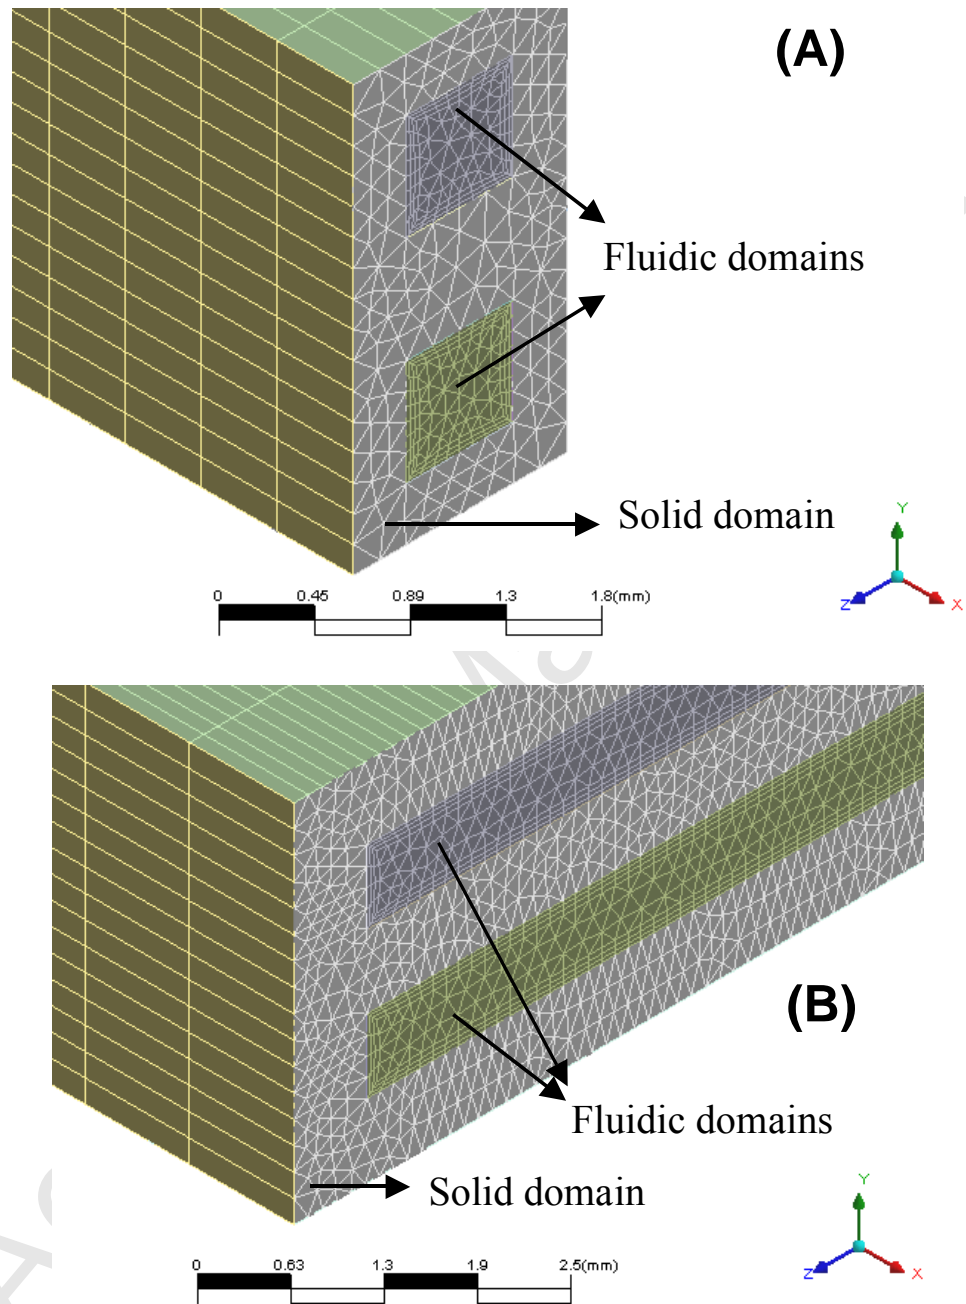 (A)
Fluidic domains
Solid domain
0 0.45 0.89 1.3 1.8(mm)
Y
Z X
(B)
Fluidic domains
Solid domain
0 0.63 1.3 1.9 2.5(mm)
Y
Z X